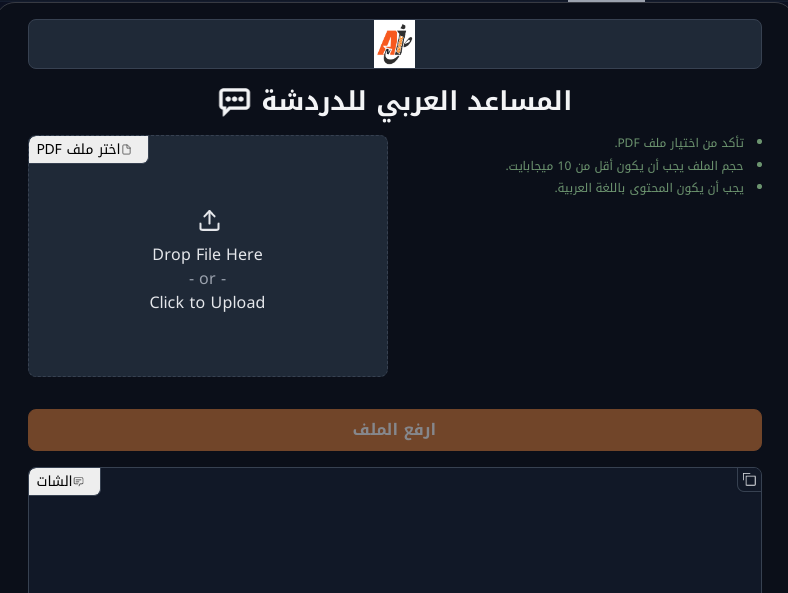 المساعد العربي للدردشة 💬
تأكد من اختيار ملف PDF.
حجم الملف يجب أن يكون أقل من 10 ميجابايت.
يجب أن يكون المحتوى باللغة العربية.
اختر ملف PDF
Drop File Here
- or -
Click to Upload
ارفع الملف
الشات